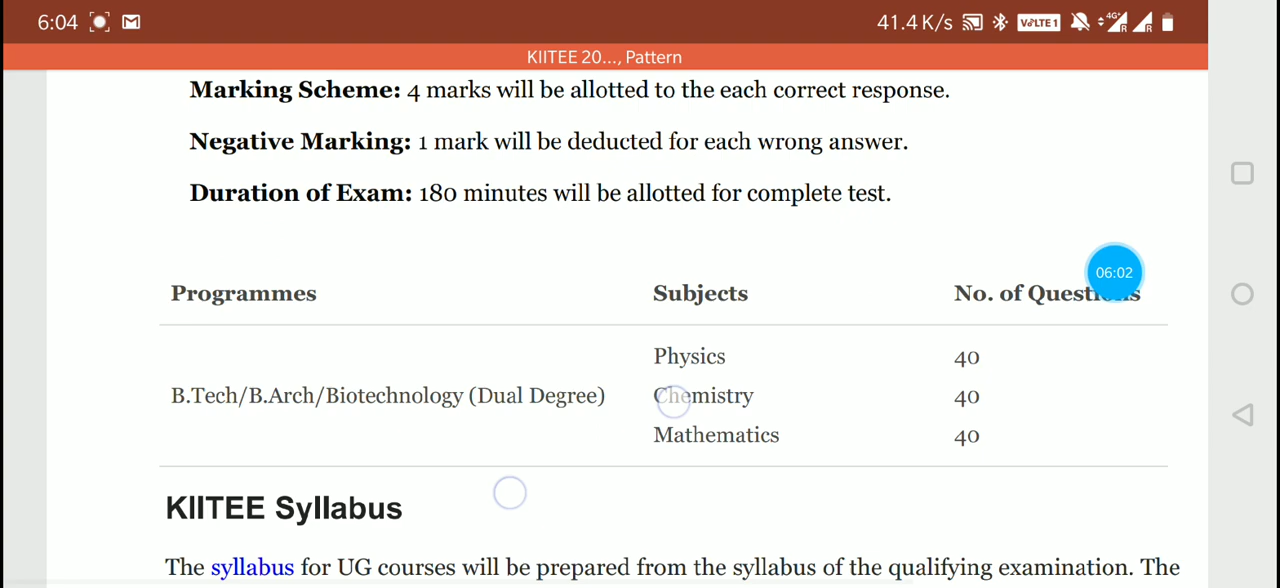 6:04 41.4 K/s VoLTE 1 4G+ R R
KIITEE 20..., Pattern
Marking Scheme: 4 marks will be allotted to the each correct response.
Negative Marking: 1 mark will be deducted for each wrong answer.
Duration of Exam: 180 minutes will be allotted for complete test.
06:02
Programmes Subjects No. of Questions
Physics 40
B.Tech/B.Arch/Biotechnology (Dual Degree) Chemistry 40
Mathematics 40
KIITEE Syllabus
The syllabus for UG courses will be prepared from the syllabus of the qualifying examination. The